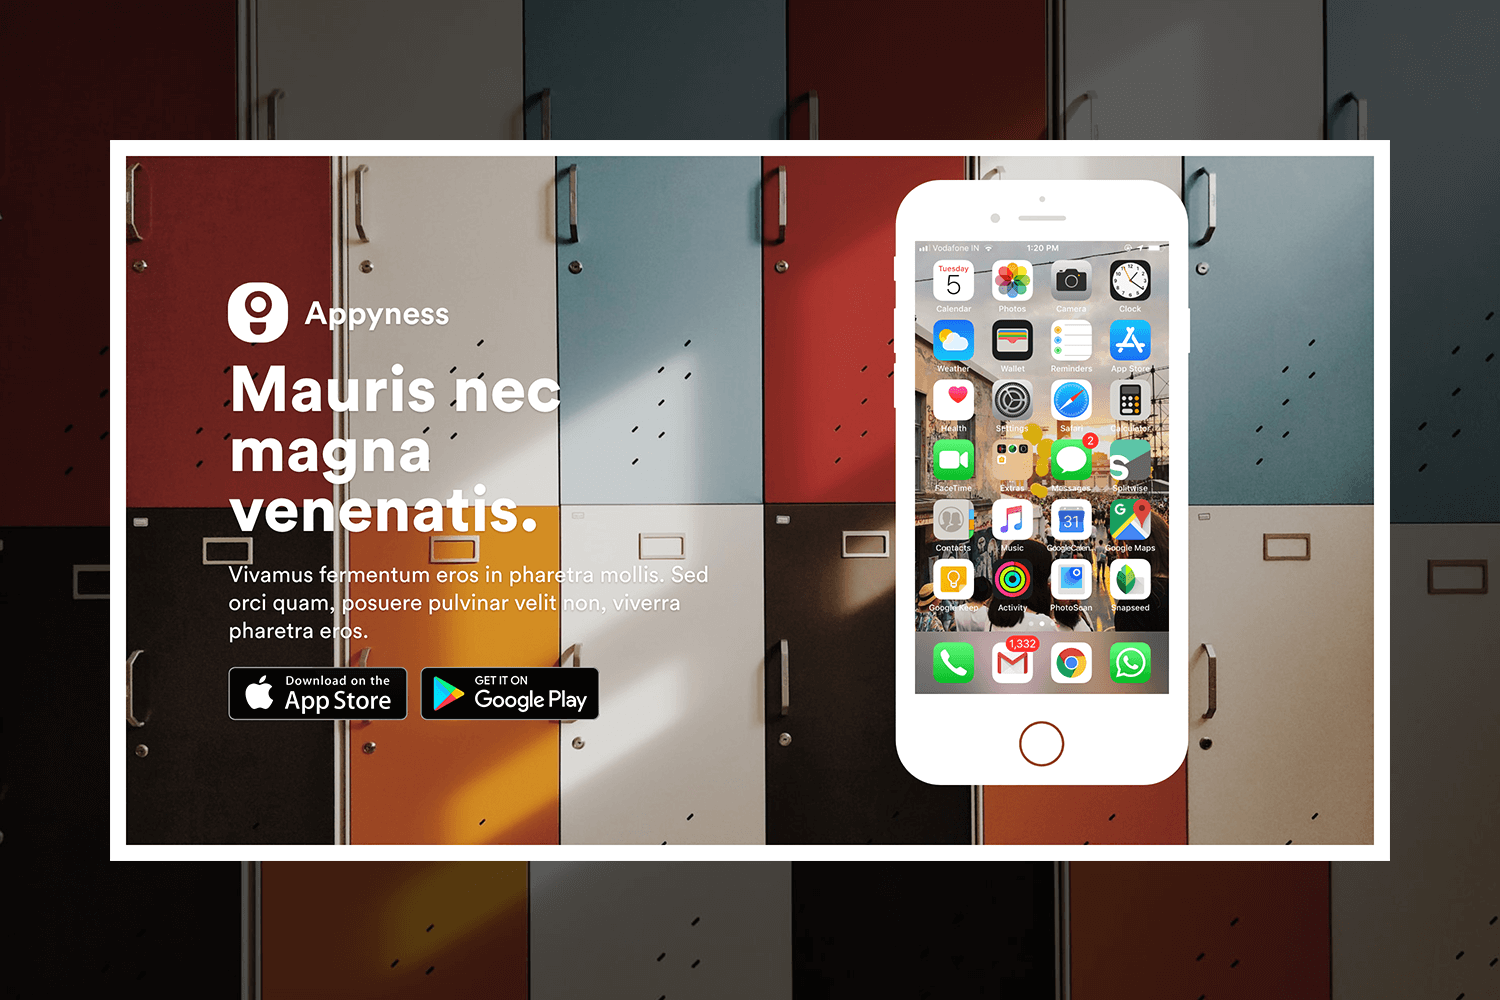 Appyness
Mauris nec
magna
venenatis.
Vivamus fermentum eros in pharetra mollis. Sed
orci quam, posuere pulvinar velit non, viverra
pharetra eros.
Download on the
App Store
GET IT ON
Google Play
Vodafone IN 1:20 PM
Tuesday
5
Calendar Photos Camera Clock
Weather Wallet Reminders App Store
Health Settings Safari Calculator
2
S
FaceTime Extras Messages Splitwise
31
G
Contacts Music GoogleCalen... Google Maps
Google Keep Activity PhotoScan Snapseed
1,332